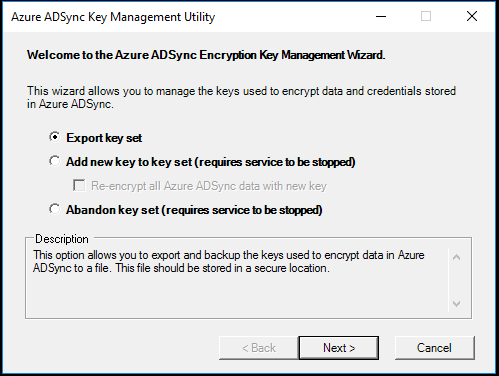 Azure ADSync Key Management Utility
Welcome to the Azure ADSync Encryption Key Management Wizard.
This wizard allows you to manage the keys used to encrypt data and credentials stored
in Azure ADSync.
Export key set
Add new key to key set (requires service to be stopped)
Re-encrypt all Azure ADSync data with new key
Abandon key set (requires service to be stopped)
Description
This option allows you to export and backup the keys used to encrypt data in Azure
ADSync to a file. This file should be stored in a secure location.
< Back Next > Cancel